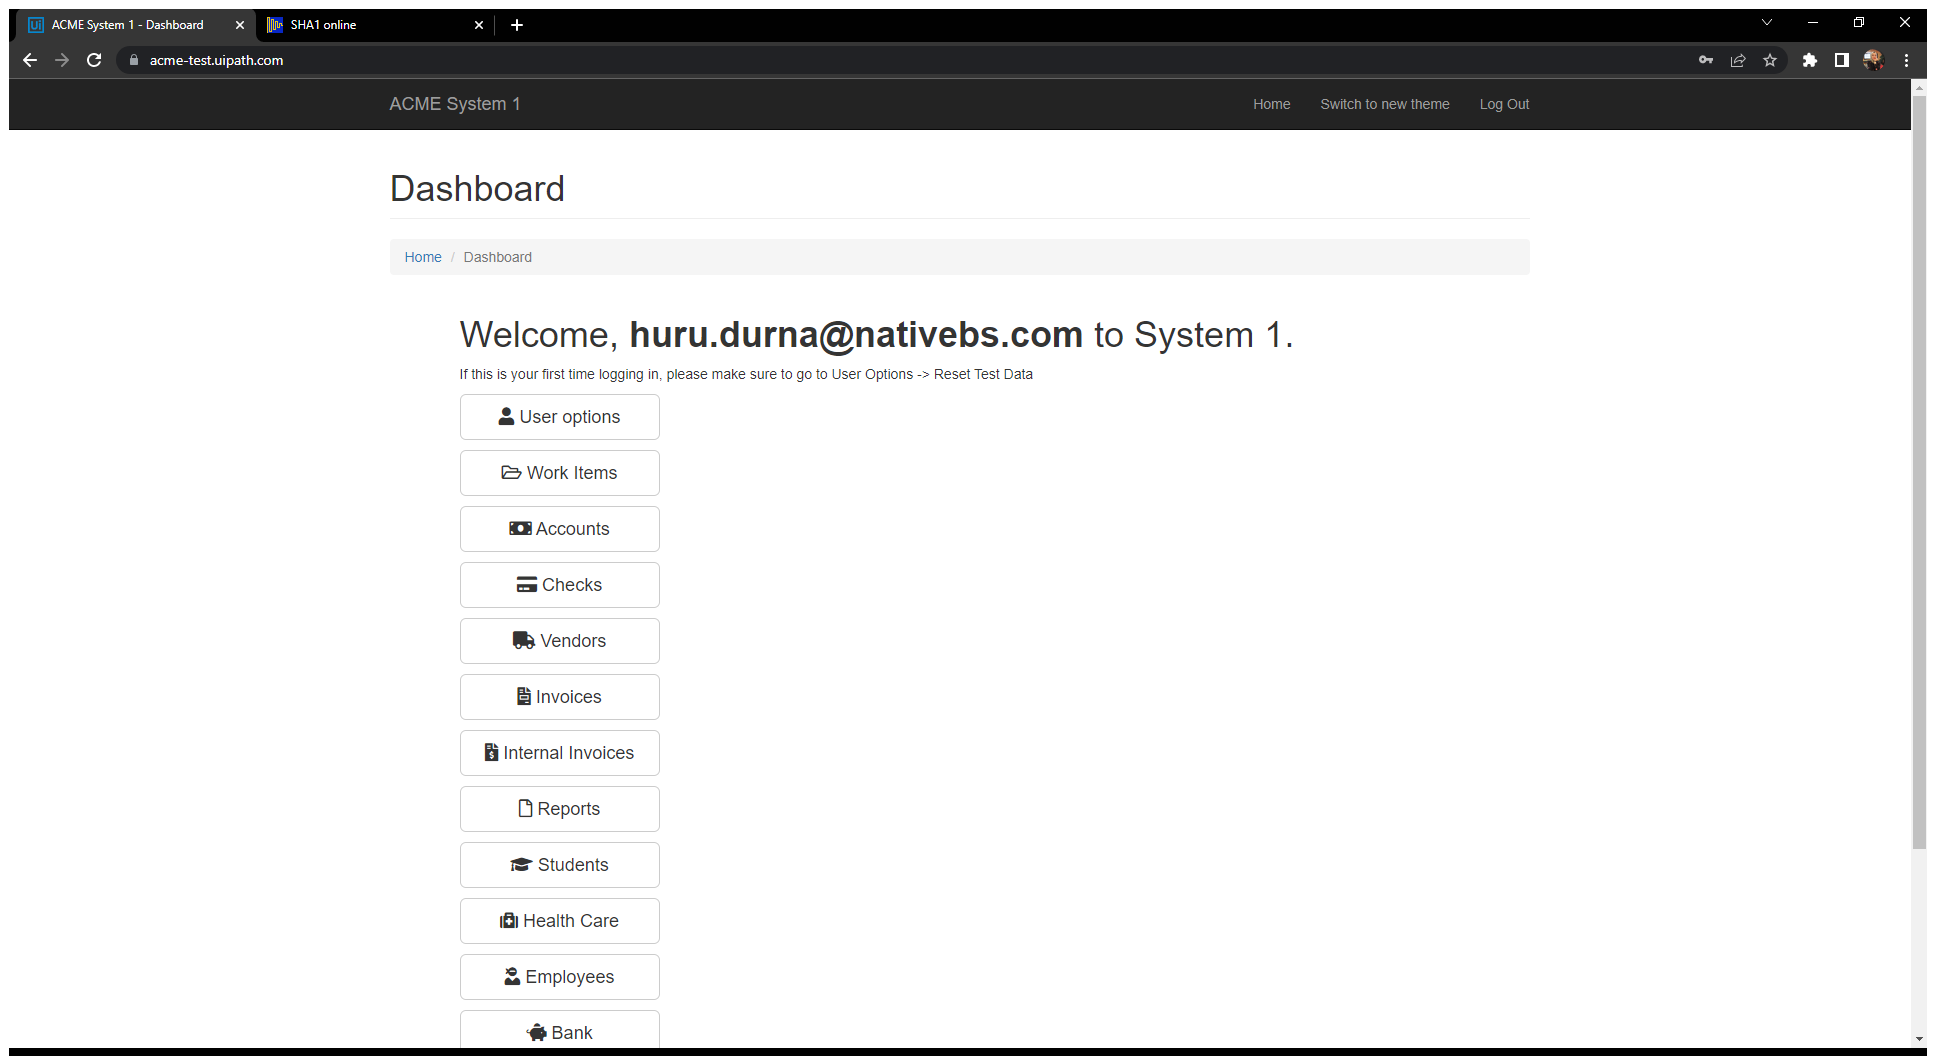 ACME System 1 - Dashboard
SHA1 online
acme-test.uipath.com
ACME System 1
Home
Switch to new theme
Log Out
Dashboard
Home / Dashboard
Welcome, huru.durna@nativebs.com to System 1.
If this is your first time logging in, please make sure to go to User Options -> Reset Test Data
User options
Work Items
Accounts
Checks
Vendors
Invoices
Internal Invoices
Reports
Students
Health Care
Employees
Bank